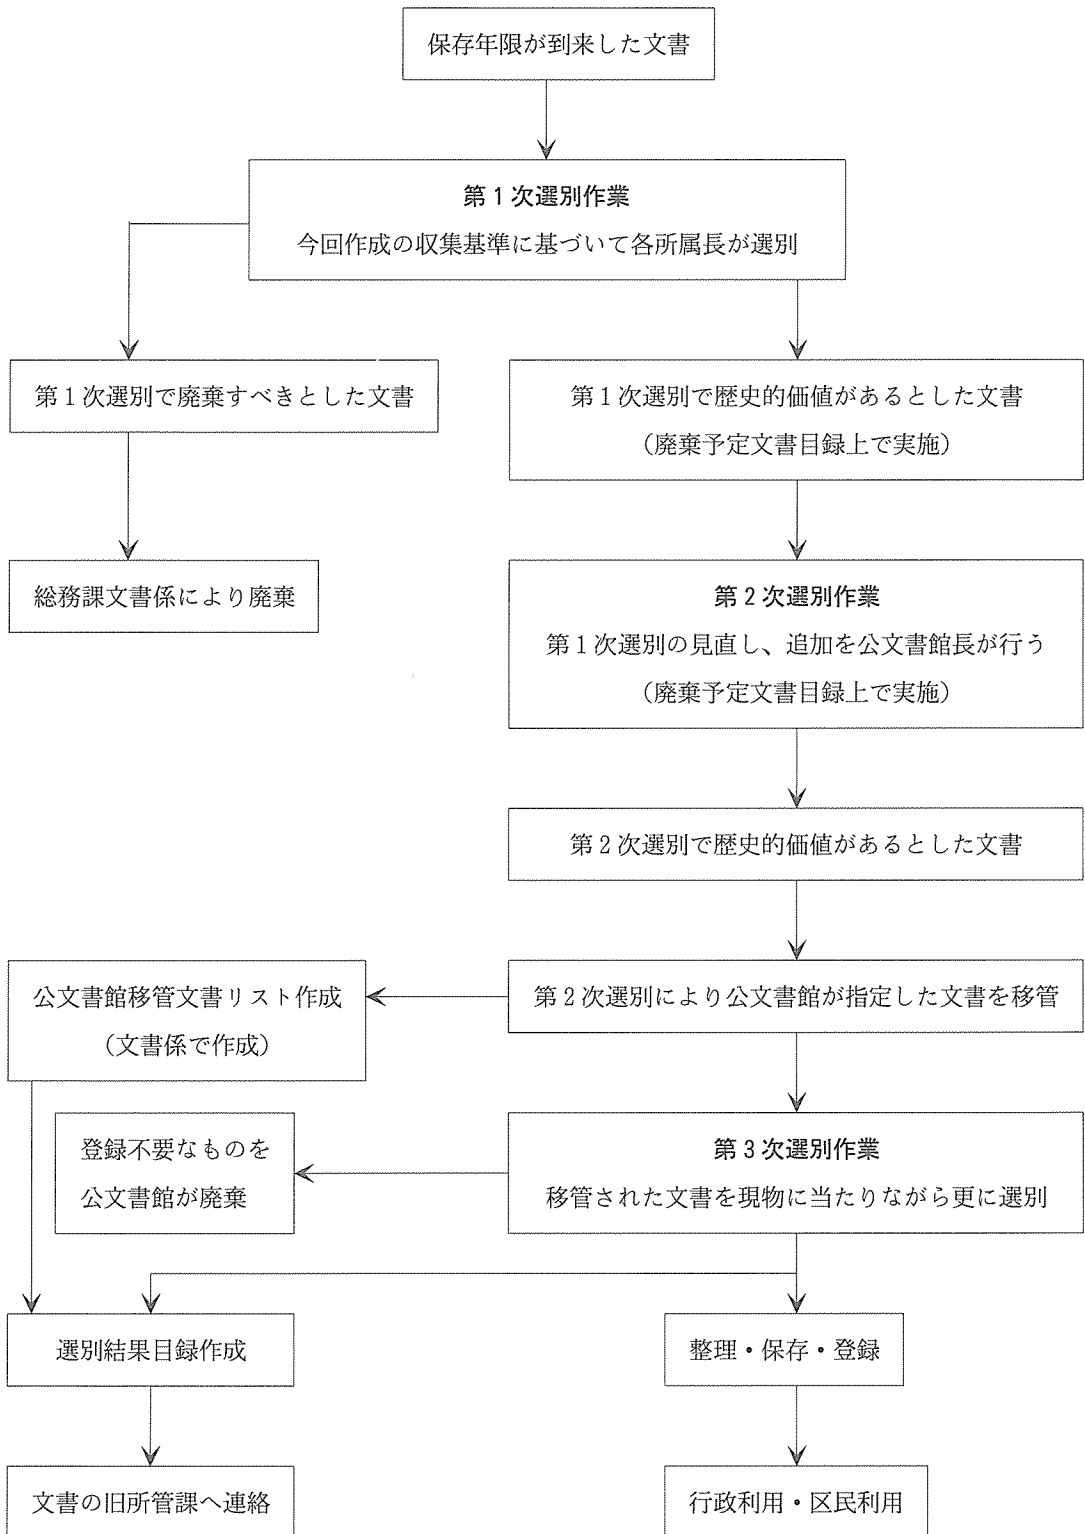 保存年限が到来した文書
第1次選別作業
今回作成の収集基準に基づいて各所属長が選別
第1次選別で廃棄すべきとした文書
第1次選別で歴史的価値があるとした文書
（廃棄予定文書目録上で実施）
総務課文書係により廃棄
第2次選別作業
第1次選別の見直し、追加を公文書館長が行う
（廃棄予定文書目録上で実施）
第2次選別で歴史的価値があるとした文書
公文書館移管文書リスト作成
（文書係で作成）
第2次選別により公文書館が指定した文書を移管
登録不要なものを
公文書館が廃棄
第3次選別作業
移管された文書を現物に当たりながら更に選別
選別結果目録作成
整理・保存・登録
文書の旧所管課へ連絡
行政利用・区民利用